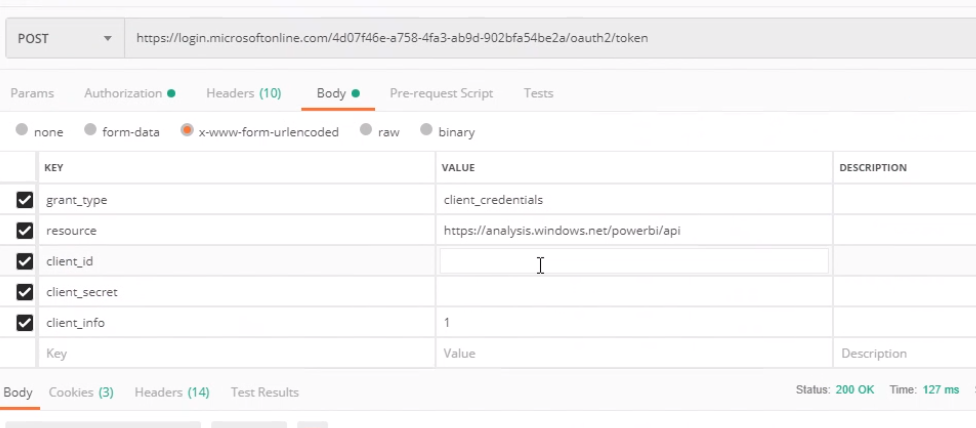 POST https://login.microsoftonline.com/4d07f46e-a758-4fa3-ab9d-902bfa54be2a/oauth2/token
Params Authorization Headers (10) Body Pre-request Script Tests
none form-data x-www-form-urlencoded raw binary
KEY VALUE DESCRIPTION
grant_type client_credentials
resource https://analysis.windows.net/powerbi/api
client_id
client_secret
client_info 1
Key Value Description
Body Cookies (3) Headers (14) Test Results Status: 200 OK Time: 127 ms